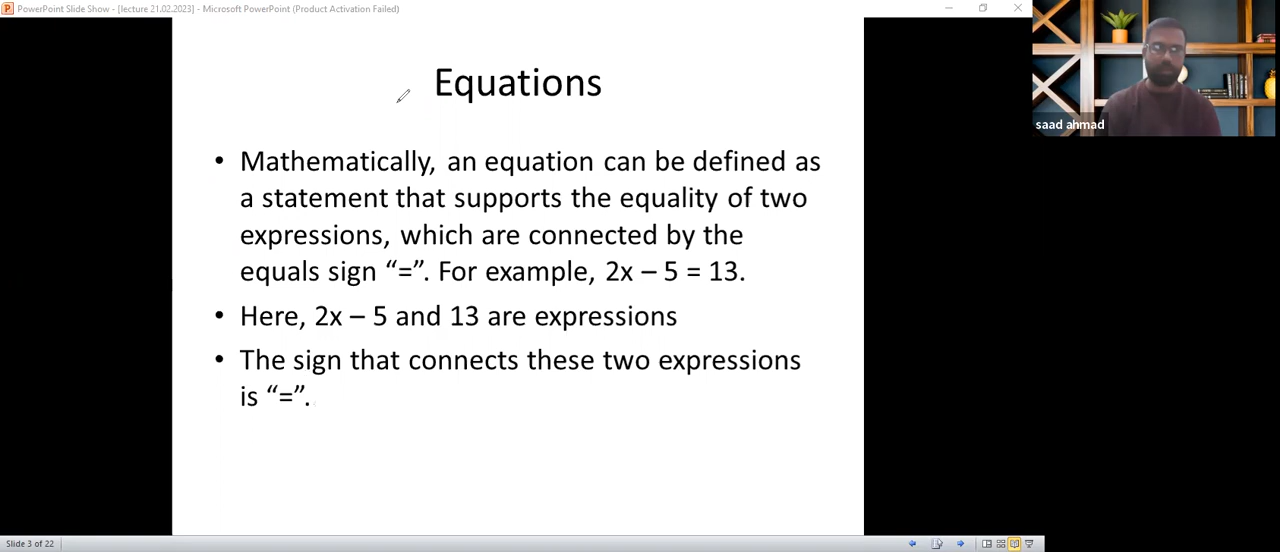 PowerPoint Slide Show - [lecture 21.02.2023] - Microsoft PowerPoint (Product Activation Failed)
saad ahmad
Equations
• Mathematically, an equation can be defined as
a statement that supports the equality of two
expressions, which are connected by the
equals sign “=”. For example, 2x – 5 = 13.
• Here, 2x – 5 and 13 are expressions
• The sign that connects these two expressions
is “=”.
Slide 3 of 22